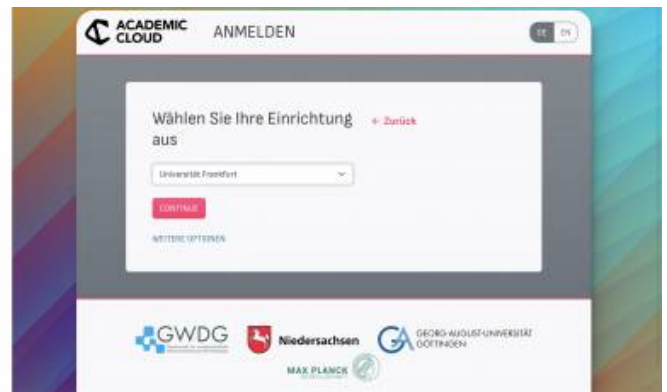 ACADEMIC
CLOUD
ANMELDEN
DE EN
Wählen Sie Ihre Einrichtung
aus
← Zurück
Universität Frankfurt
CONTINUE
WEITERE OPTIONEN
GWDG
Niedersachsen
GEORG-AUGUST-UNIVERSITÄT
GÖTTINGEN
MAX PLANCK